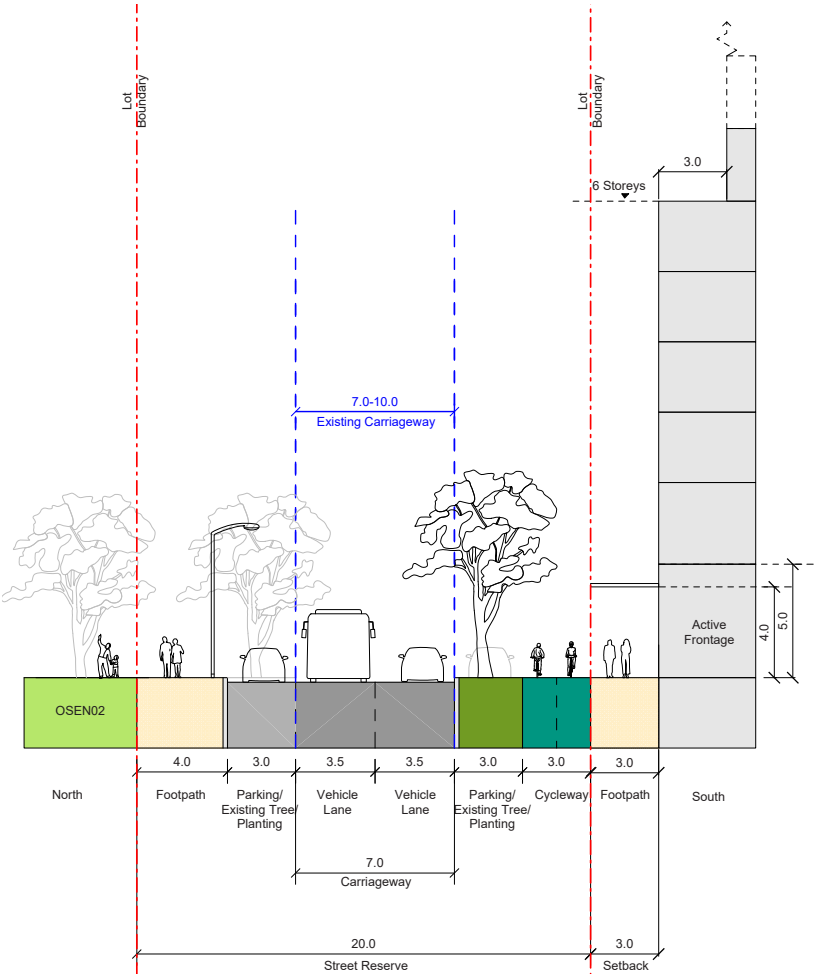 Lot
Boundary
Lot
Boundary
3.0
6 Storeys
7.0-10.0
Existing Carriageway
Active
Frontage
4.0
5.0
OSEN02
4.0
3.0
3.5
3.5
3.0
3.0
3.0
North
Footpath
Parking/
Existing Tree/
Planting
Vehicle
Lane
Vehicle
Lane
Parking/
Existing Tree/
Planting
Cycleway
Footpath
South
7.0
Carriageway
20.0
Street Reserve
3.0
Setback